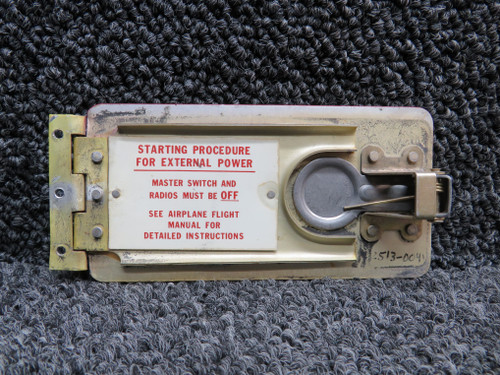 STARTING PROCEDURE
FOR EXTERNAL POWER
MASTER SWITCH AND
RADIOS MUST BE OFF
SEE AIRPLANE FLIGHT
MANUAL FOR
DETAILED INSTRUCTIONS